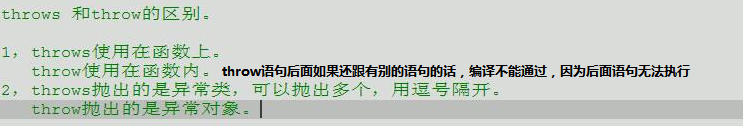 throws 和throw的区别。
1，throws使用在函数上。
throw使用在函数内。throw语句后面如果还跟有别的语句的话，编译不能通过，因为后面语句无法执行
2，throws抛出的是异常类，可以抛出多个，用逗号隔开。
throw抛出的是异常对象。